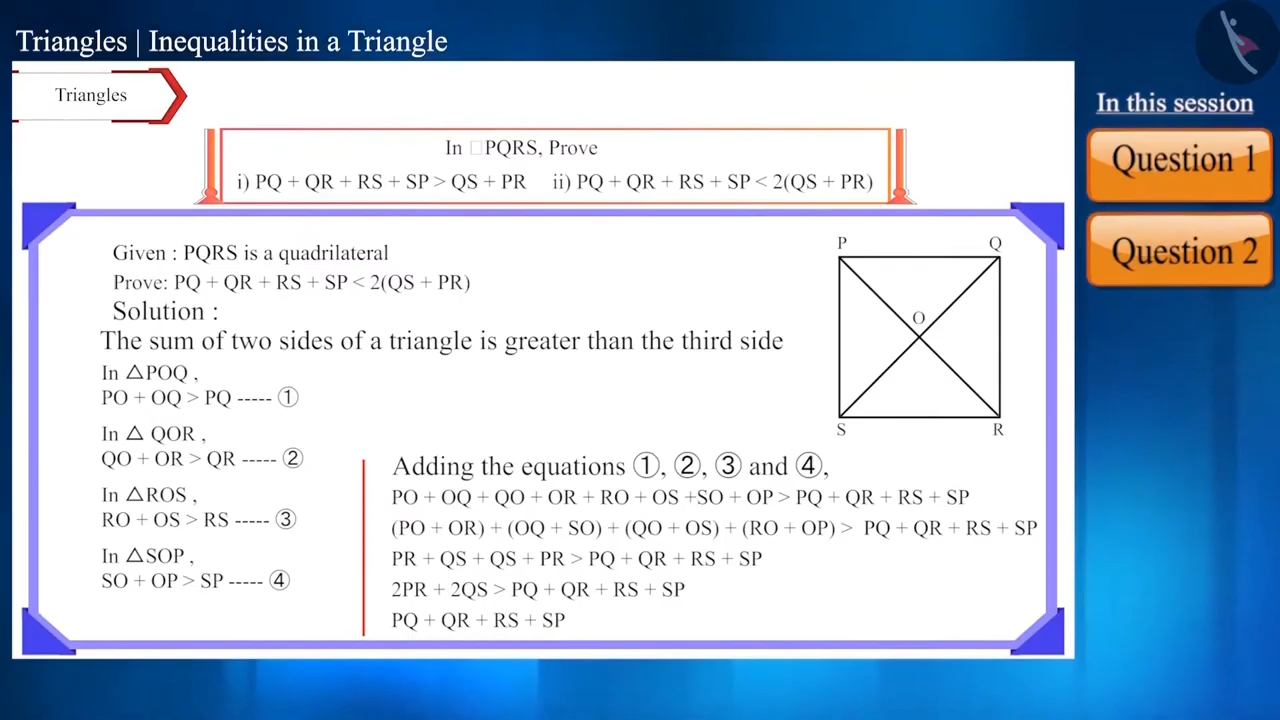 Triangles | Inequalities in a Triangle
Triangles
In □PQRS, Prove
i) PQ + QR + RS + SP > QS + PR ii) PQ + QR + RS + SP < 2(QS + PR)
In this session
Question 1
Question 2
Given : PQRS is a quadrilateral
Prove: PQ + QR + RS + SP < 2(QS + PR)
Solution :
The sum of two sides of a triangle is greater than the third side
In △POQ ,
PO + OQ > PQ ----- ①
In △ QOR ,
QO + OR > QR ----- ②
In △ROS ,
RO + OS > RS ----- ③
In △SOP ,
SO + OP > SP ----- ④
P Q
O
S R
Adding the equations ①, ②, ③ and ④,
PO + OQ + QO + OR + RO + OS +SO + OP > PQ + QR + RS + SP
(PO + OR) + (OQ + SO) + (QO + OS) + (RO + OP) > PQ + QR + RS + SP
PR + QS + QS + PR > PQ + QR + RS + SP
2PR + 2QS > PQ + QR + RS + SP
PQ + QR + RS + SP